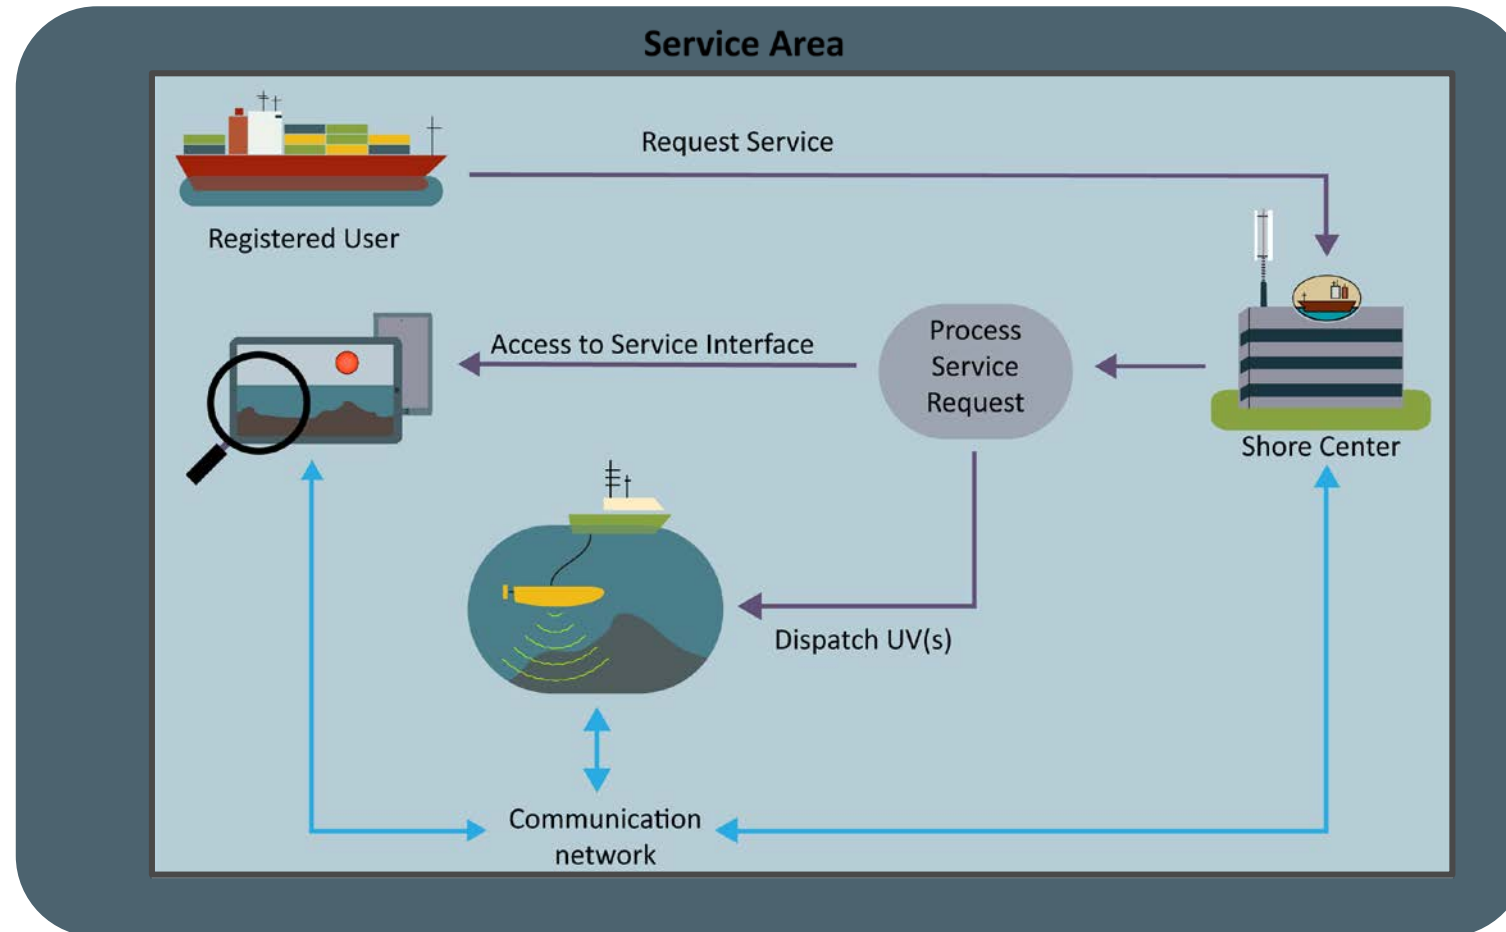 Service Area
Request Service
Registered User
Access to Service Interface
Process
Service
Request
Shore Center
Dispatch UV(s)
Communication
network